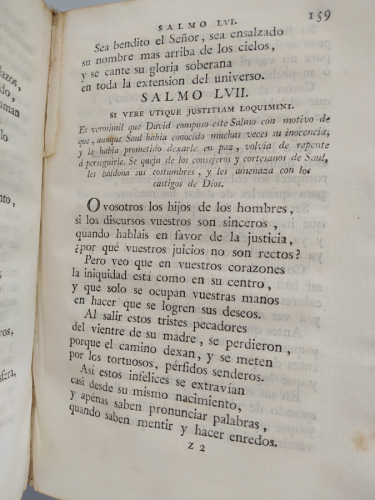 SALMO LVI. 159
Sea bendito el Señor, sea ensalzado
su nombre mas arriba de los cielos,
y se cante su gloria soberana
en toda la extension del universo.
SALMO LVII.
SI VERE UTIQUE JUSTITIAM LOQUIMINI.
Es verosimil que David compuso este Salmo con motivo de
que, aunque Saul habia conocido muchas veces su inocencia,
y le habia prometido dexarle en paz, volvia de repente
á perseguirle. Se queja de los consejeros y cortesanos de Saul,
les baldona sus costumbres, y les amenaza con los
castigos de Dios.
O vosotros los hijos de los hombres,
si los discursos vuestros son sinceros,
quando hablais en favor de la justicia,
¿por qué vuestros juicios no son rectos?
Pero veo que en vuestros corazones
la iniquidad está como en su centro,
y que solo se ocupan vuestras manos
en hacer que se logren sus deseos.
Al salir estos tristes pecadores
del vientre de su madre, se perdieron,
porque el camino dexan, y se meten
por los tortuosos, pérfidos senderos.
Asi estos infelices se extravían
casi desde su mismo nacimiento,
y apenas saben pronunciar palabras,
quando saben mentir y hacer enredos.
Z 2